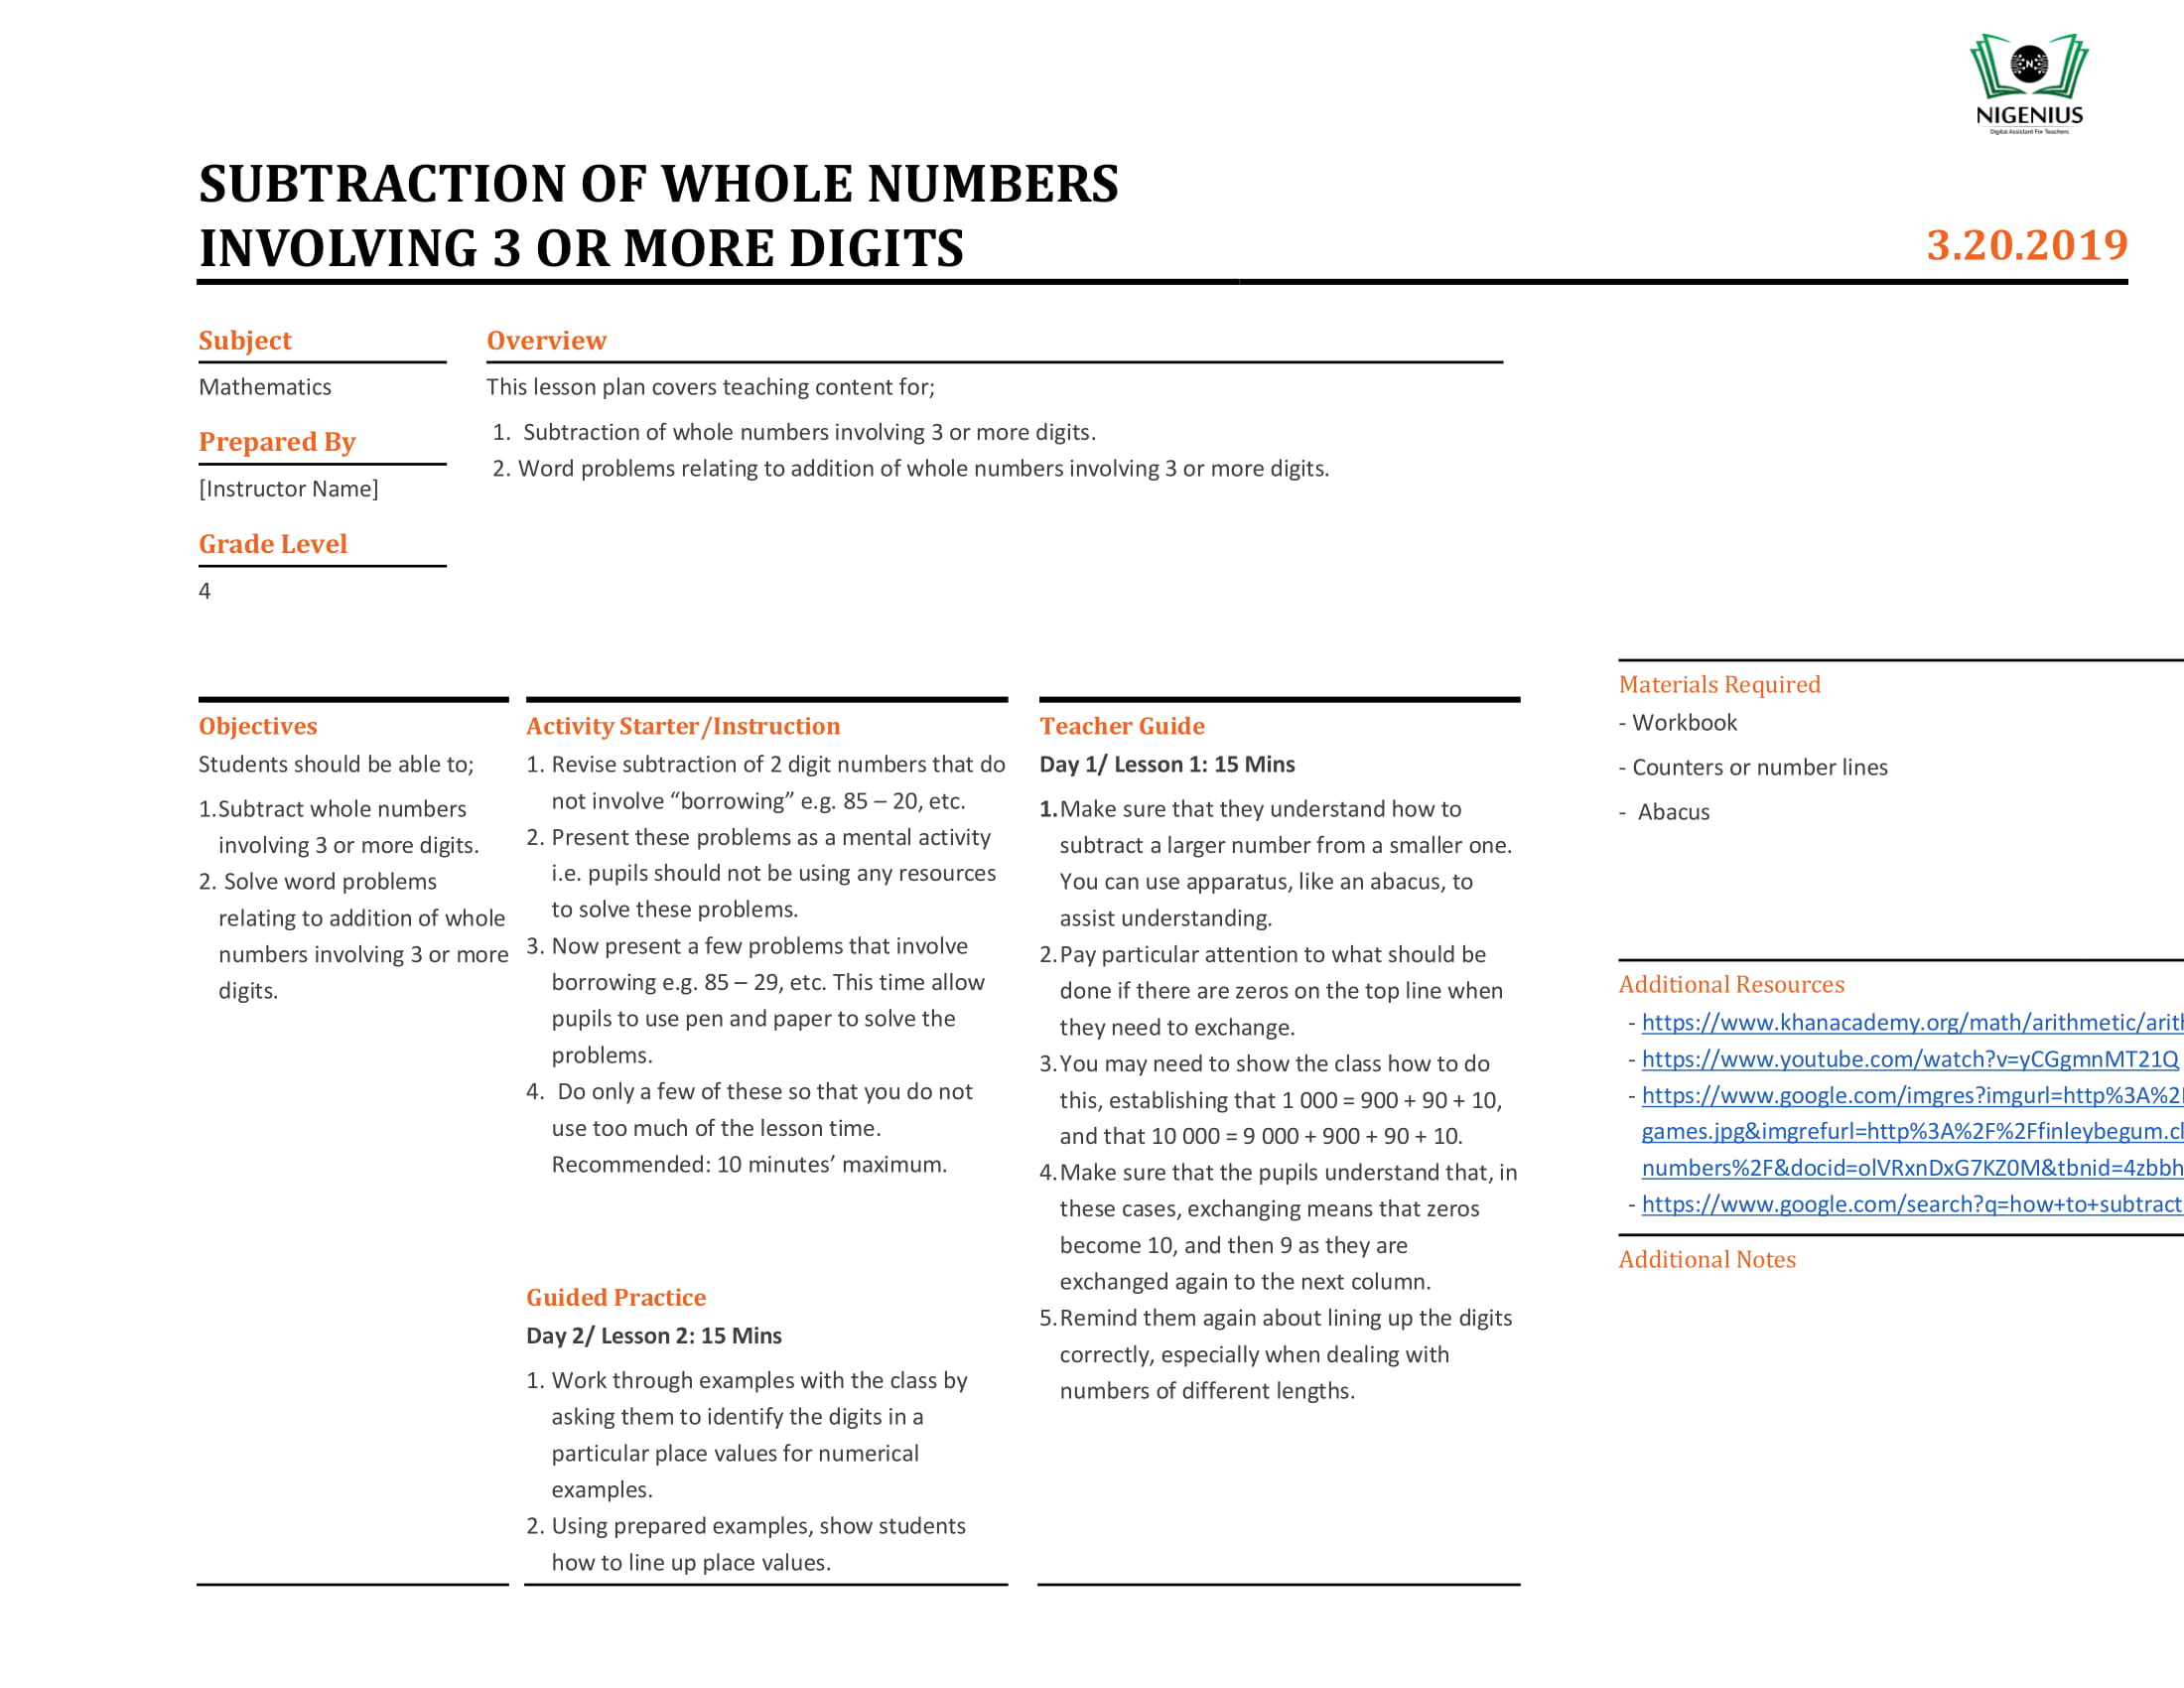 NIGENIUS
Digital Assistant For Teachers
SUBTRACTION OF WHOLE NUMBERS
INVOLVING 3 OR MORE DIGITS
3.20.2019
Subject
Mathematics
Prepared By
[Instructor Name]
Grade Level
4
Overview
This lesson plan covers teaching content for;
1. Subtraction of whole numbers involving 3 or more digits.
2. Word problems relating to addition of whole numbers involving 3 or more digits.
Objectives
Students should be able to;
1.Subtract whole numbers
involving 3 or more digits.
2. Solve word problems
relating to addition of whole
numbers involving 3 or more
digits.
Activity Starter/Instruction
1. Revise subtraction of 2 digit numbers that do
not involve “borrowing” e.g. 85 – 20, etc.
2. Present these problems as a mental activity
i.e. pupils should not be using any resources
to solve these problems.
3. Now present a few problems that involve
borrowing e.g. 85 – 29, etc. This time allow
pupils to use pen and paper to solve the
problems.
4. Do only a few of these so that you do not
use too much of the lesson time.
Recommended: 10 minutes’ maximum.
Guided Practice
Day 2/ Lesson 2: 15 Mins
1. Work through examples with the class by
asking them to identify the digits in a
particular place values for numerical
examples.
2. Using prepared examples, show students
how to line up place values.
Teacher Guide
Day 1/ Lesson 1: 15 Mins
1.Make sure that they understand how to
subtract a larger number from a smaller one.
You can use apparatus, like an abacus, to
assist understanding.
2.Pay particular attention to what should be
done if there are zeros on the top line when
they need to exchange.
3.You may need to show the class how to do
this, establishing that 1 000 = 900 + 90 + 10,
and that 10 000 = 9 000 + 900 + 90 + 10.
4.Make sure that the pupils understand that, in
these cases, exchanging means that zeros
become 10, and then 9 as they are
exchanged again to the next column.
5.Remind them again about lining up the digits
correctly, especially when dealing with
numbers of different lengths.
Materials Required
- Workbook
- Counters or number lines
- Abacus
Additional Resources
- https://www.khanacademy.org/math/arithmetic/arith
- https://www.youtube.com/watch?v=yCGgmnMT21Q
- https://www.google.com/imgres?imgurl=http%3A%2F
games.jpg&imgrefurl=http%3A%2F%2Ffinleybegum.cl
numbers%2F&docid=olVRxnDxG7KZ0M&tbnid=4zbbh
- https://www.google.com/search?q=how+to+subtract
Additional Notes